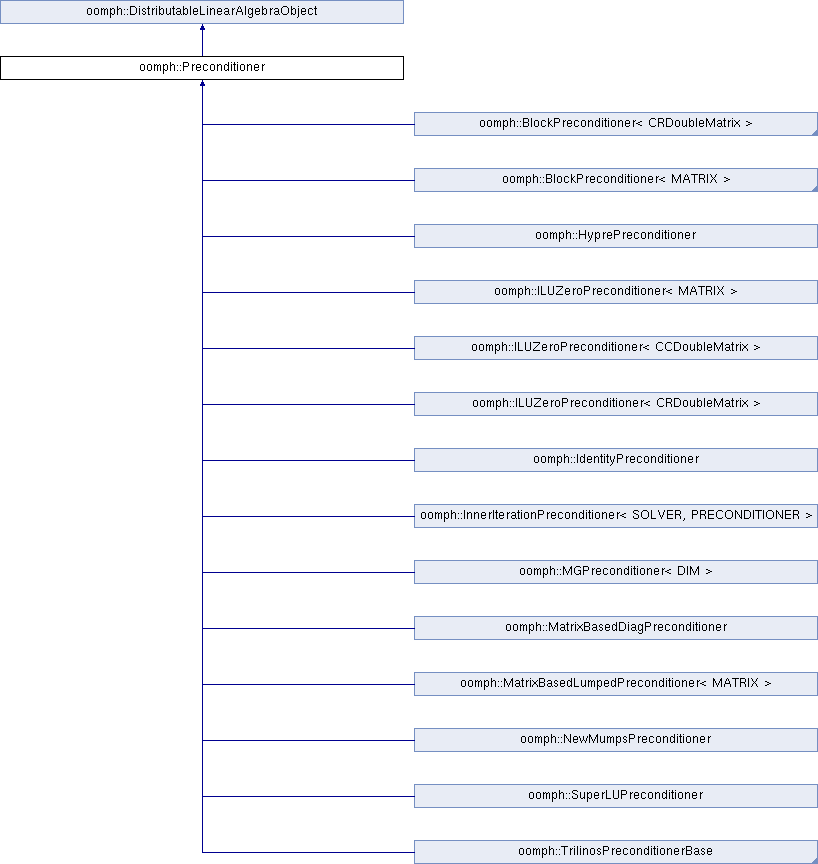 oomph::DistributableLinearAlgebraObject
oomph::Preconditioner
oomph::BlockPreconditioner< CRDoubleMatrix >
oomph::BlockPreconditioner< MATRIX >
oomph::HyprePreconditioner
oomph::ILUZeroPreconditioner< MATRIX >
oomph::ILUZeroPreconditioner< CCDoubleMatrix >
oomph::ILUZeroPreconditioner< CRDoubleMatrix >
oomph::IdentityPreconditioner
oomph::InnerIterationPreconditioner< SOLVER, PRECONDITIONER >
oomph::MGPreconditioner< DIM >
oomph::MatrixBasedDiagPreconditioner
oomph::MatrixBasedLumpedPreconditioner< MATRIX >
oomph::NewMumpsPreconditioner
oomph::SuperLUPreconditioner
oomph::TrilinosPreconditionerBase